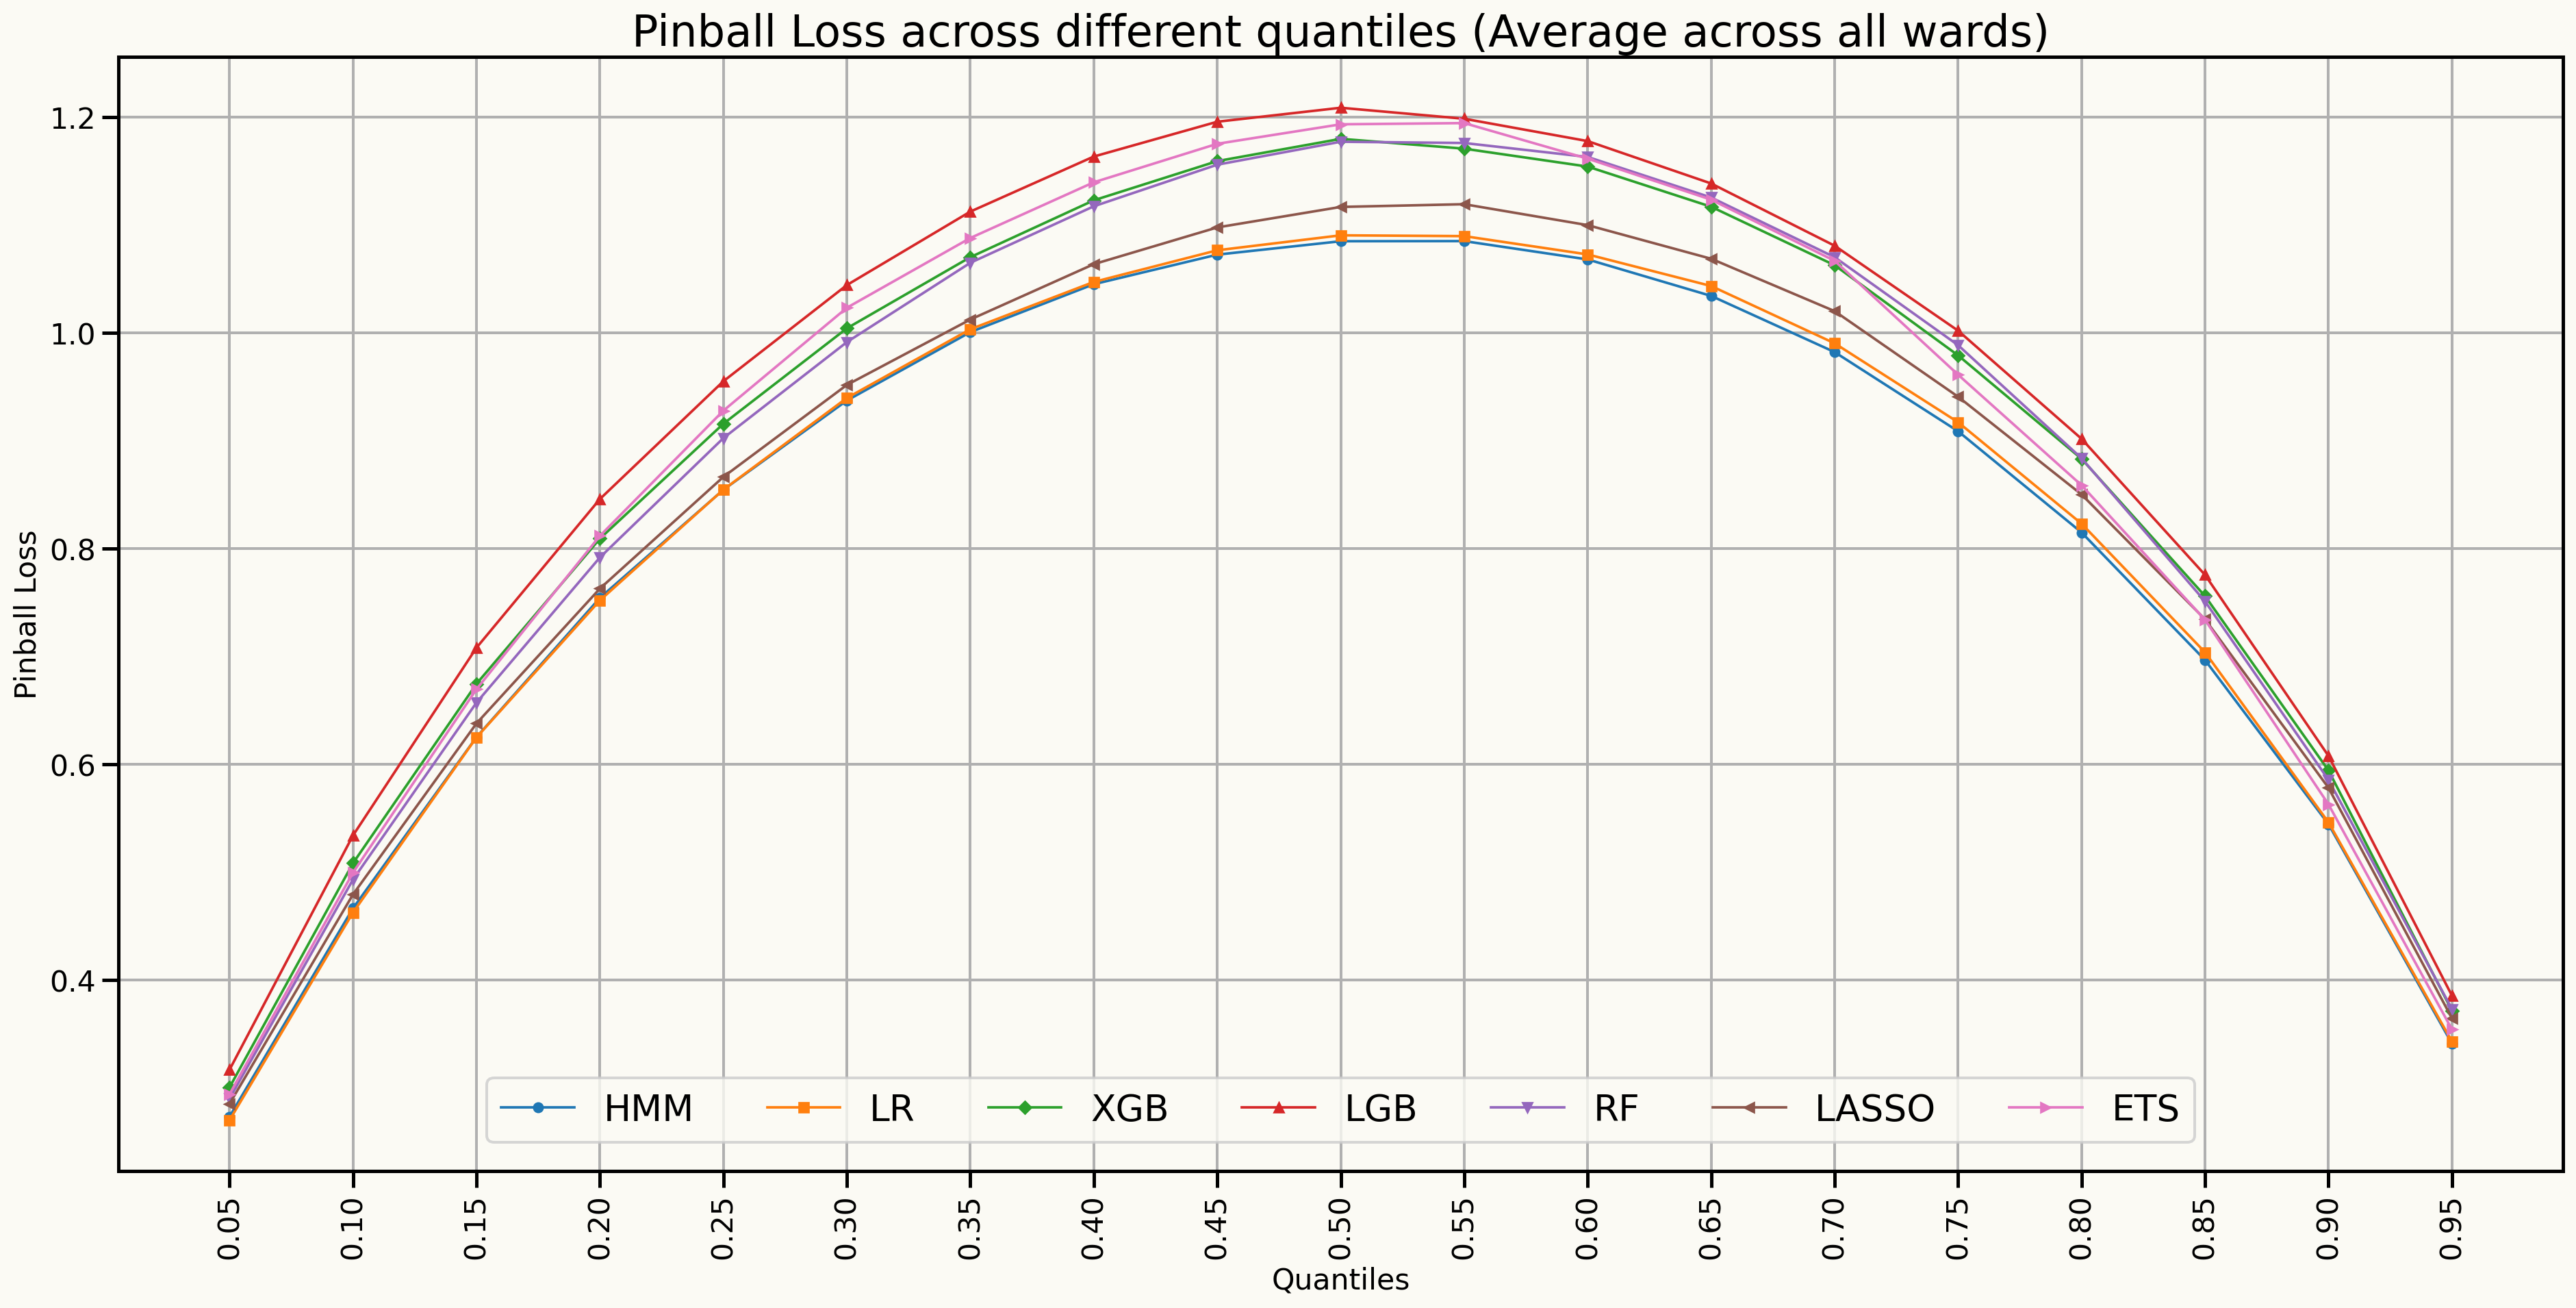 Pinball Loss across different quantiles (Average across all wards)
Pinball Loss
1.2
1.0
0.8
0.6
0.4
HMM LR XGB LGB RF LASSO ETS
0.05 0.10 0.15 0.20 0.25 0.30 0.35 0.40 0.45 0.50 0.55 0.60 0.65 0.70 0.75 0.80 0.85 0.90 0.95
Quantiles